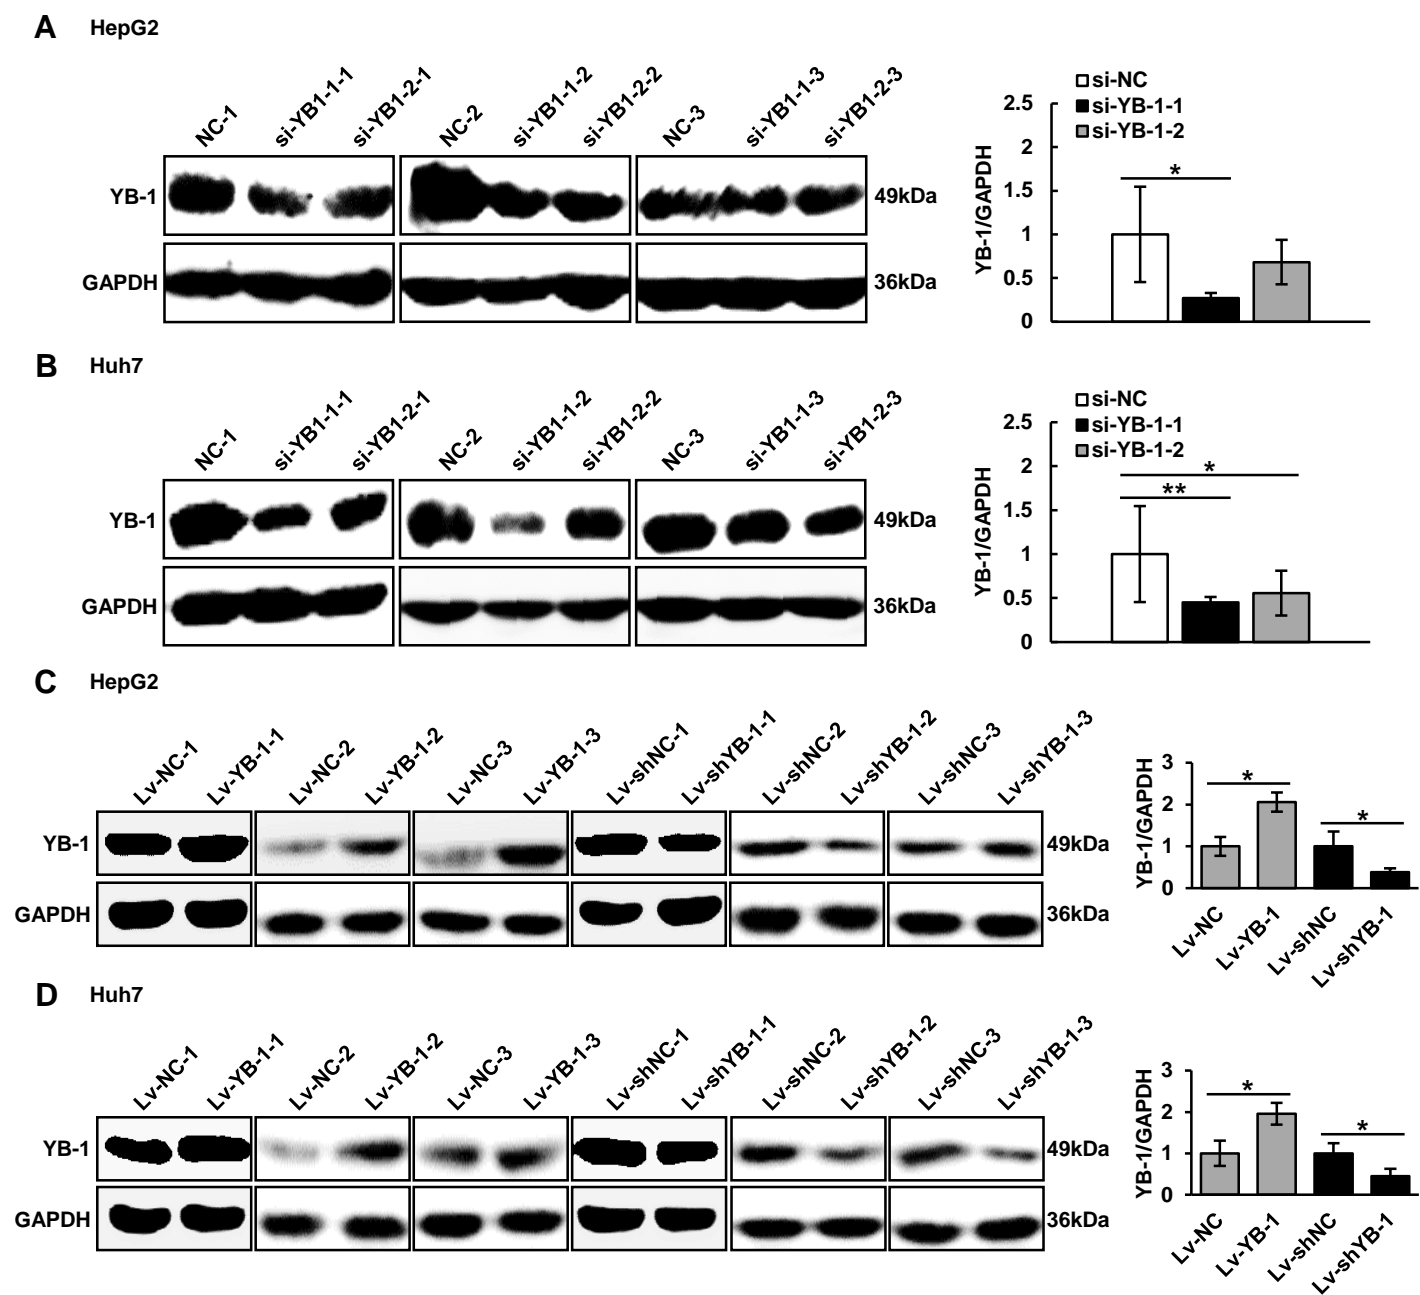 A HepG2
NC-1 si-YB1-1-1 si-YB1-2-1 NC-2 si-YB1-1-2 si-YB1-2-2 NC-3 si-YB1-1-3 si-YB1-2-3
YB-1 49kDa
GAPDH 36kDa
si-NC
si-YB-1-1
si-YB-1-2
YB-1/GAPDH
2.5
2
1.5
1
0.5
0
*
B Huh7
NC-1 si-YB1-1-1 si-YB1-2-1 NC-2 si-YB1-1-2 si-YB1-2-2 NC-3 si-YB1-1-3 si-YB1-2-3
YB-1 49kDa
GAPDH 36kDa
si-NC
si-YB-1-1
si-YB-1-2
YB-1/GAPDH
2.5
2
1.5
1
0.5
0
*
**
C HepG2
Lv-NC-1 Lv-YB-1-1 Lv-NC-2 Lv-YB-1-2 Lv-NC-3 Lv-YB-1-3 Lv-shNC-1 Lv-shYB-1-1 Lv-shNC-2 Lv-shYB-1-2 Lv-shNC-3 Lv-shYB-1-3
YB-1 49kDa
GAPDH 36kDa
YB-1/GAPDH
3
2
1
0
*
*
Lv-NC Lv-YB-1 Lv-shNC Lv-shYB-1
D Huh7
Lv-NC-1 Lv-YB-1-1 Lv-NC-2 Lv-YB-1-2 Lv-NC-3 Lv-YB-1-3 Lv-shNC-1 Lv-shYB-1-1 Lv-shNC-2 Lv-shYB-1-2 Lv-shNC-3 Lv-shYB-1-3
YB-1 49kDa
GAPDH 36kDa
YB-1/GAPDH
3
2
1
0
*
*
Lv-NC Lv-YB-1 Lv-shNC Lv-shYB-1